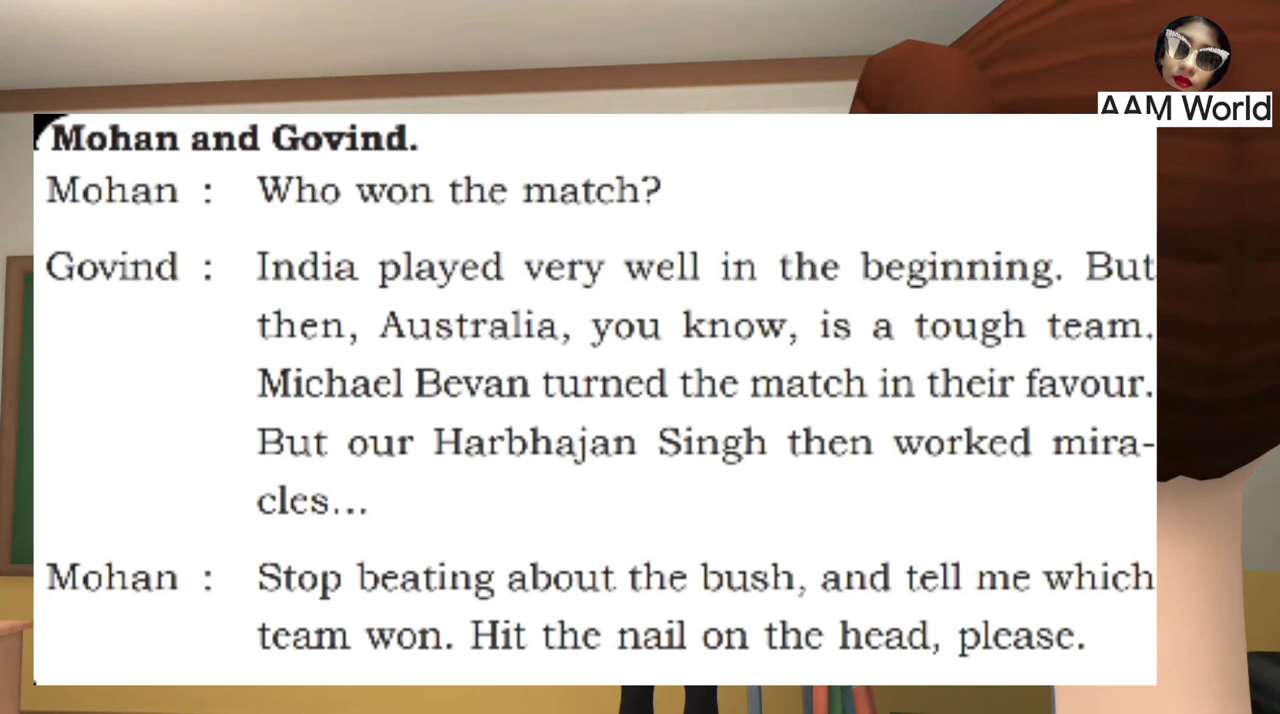 AAM World
Mohan and Govind.
Mohan : Who won the match?
Govind : India played very well in the beginning. But
then, Australia, you know, is a tough team.
Michael Bevan turned the match in their favour.
But our Harbhajan Singh then worked mira-
cles...
Mohan : Stop beating about the bush, and tell me which
team won. Hit the nail on the head, please.